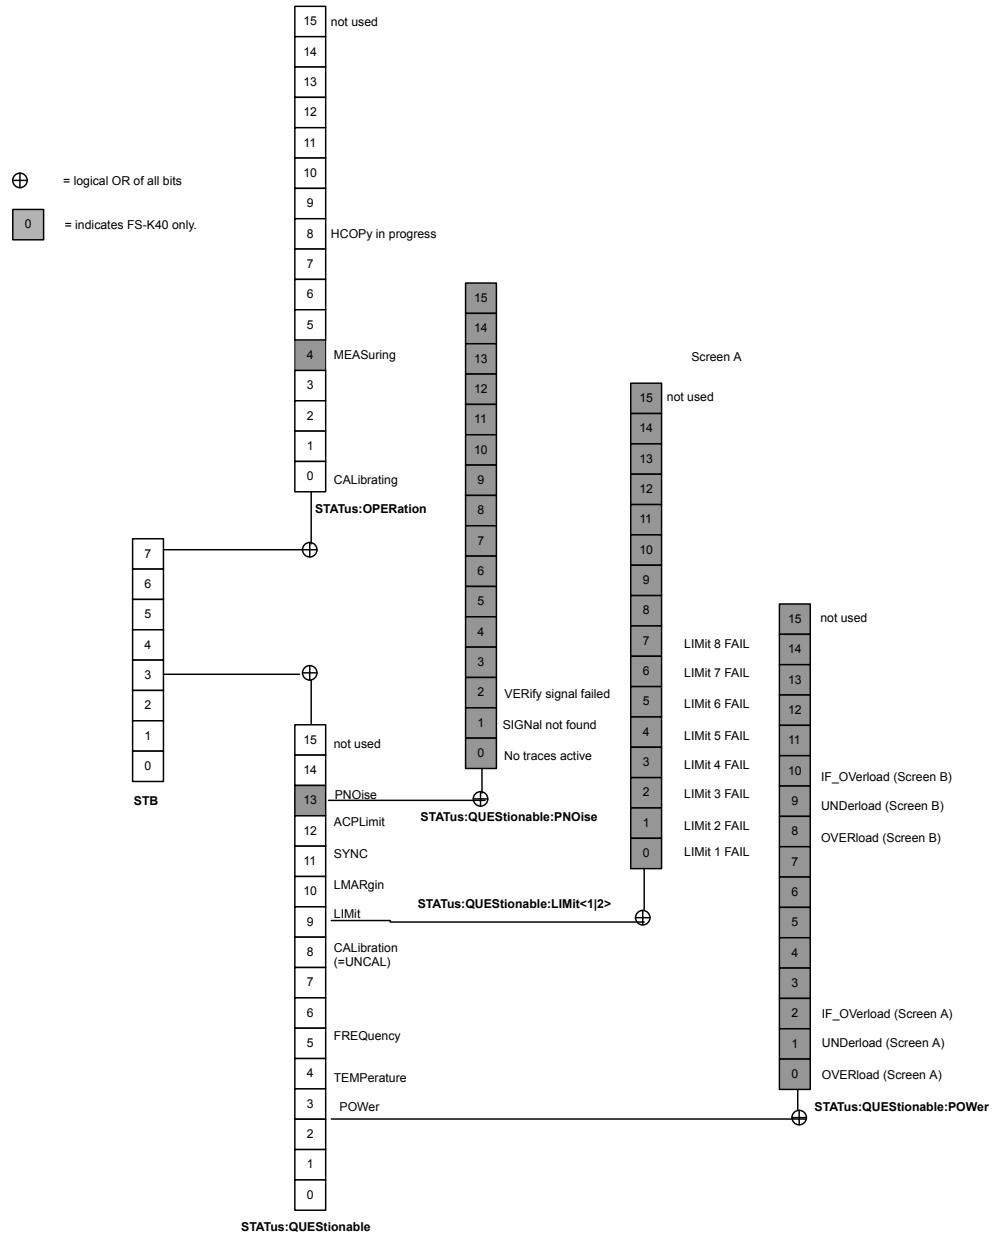 15 not used
14
13
12
11
10
9
8 HCOPy in progress
7
6
5
4 MEASuring
3
2
1
0 CALibrating
STATus:OPERation
= logical OR of all bits
0 = indicates FS-K40 only.
7
6
5
4
3
2
1
0
STB
15 not used
14
13 PNOise
12 ACPLimit
11 SYNC
10 LMARgin
9 LIMit
8 CALibration
(=UNCAL)
7
6
5 FREQuency
4 TEMPerature
3 POWer
2
1
0
STATus:QUEStionable
15
14
13
12
11
10
9
8
7
6
5
4
3
2 VERify signal failed
1 SIGNal not found
0 No traces active
STATus:QUEStionable:PNOise
Screen A
15 not used
14
13
12
11
10
9
8
7 LIMit 8 FAIL
6 LIMit 7 FAIL
5 LIMit 6 FAIL
4 LIMit 5 FAIL
3 LIMit 4 FAIL
2 LIMit 3 FAIL
1 LIMit 2 FAIL
0 LIMit 1 FAIL
STATus:QUEStionable:LIMit<1|2>
15 not used
14
13
12
11
10 IF_OVerload (Screen B)
9 UNDerload (Screen B)
8 OVERload (Screen B)
7
6
5
4
3
2 IF_OVerload (Screen A)
1 UNDerload (Screen A)
0 OVERload (Screen A)
STATus:QUEStionable:POWer